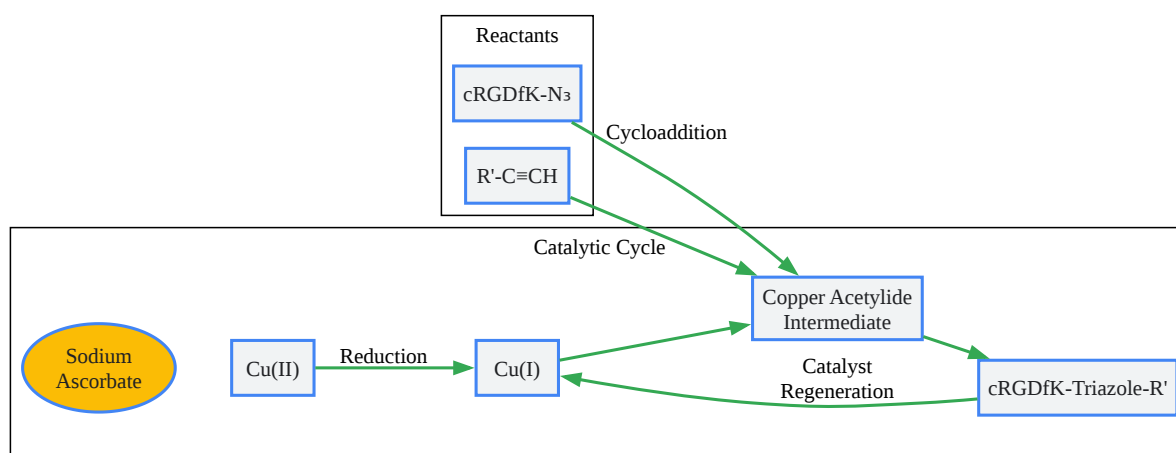 Reactants
cRGDfK-N₃
Cycloaddition
R'-C≡CH
Catalytic Cycle
Copper Acetylide
Intermediate
Sodium
Ascorbate
Cu(II)
Reduction
Cu(I)
Catalyst
Regeneration
cRGDfK-Triazole-R'